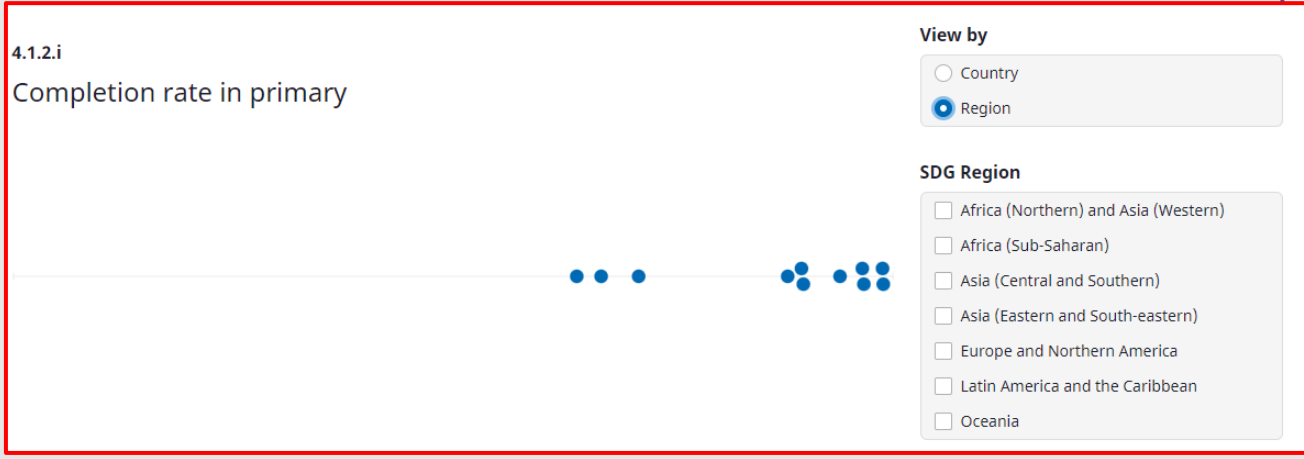 4.1.2.i
Completion rate in primary
View by
Country
Region
SDG Region
Africa (Northern) and Asia (Western)
Africa (Sub-Saharan)
Asia (Central and Southern)
Asia (Eastern and South-eastern)
Europe and Northern America
Latin America and the Caribbean
Oceania